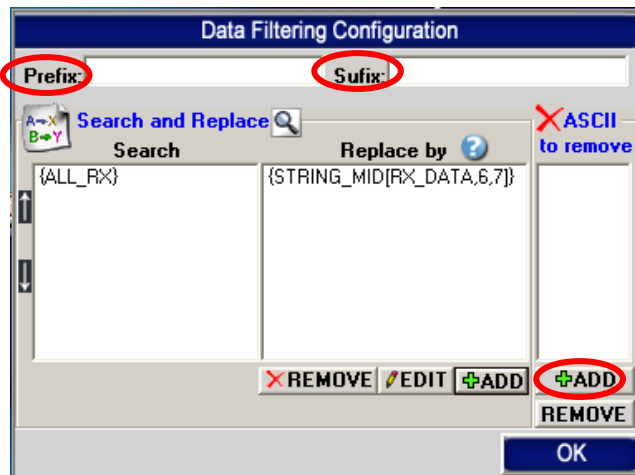 Data Filtering Configuration
Prefix: Sufix:
A→X
B→Y
Search and Replace
ASCII
to remove
Search Replace by ?
{ALL_RX} {STRING_MID[RX_DATA,6,7]}
REMOVE EDIT ADD ADD
REMOVE
OK